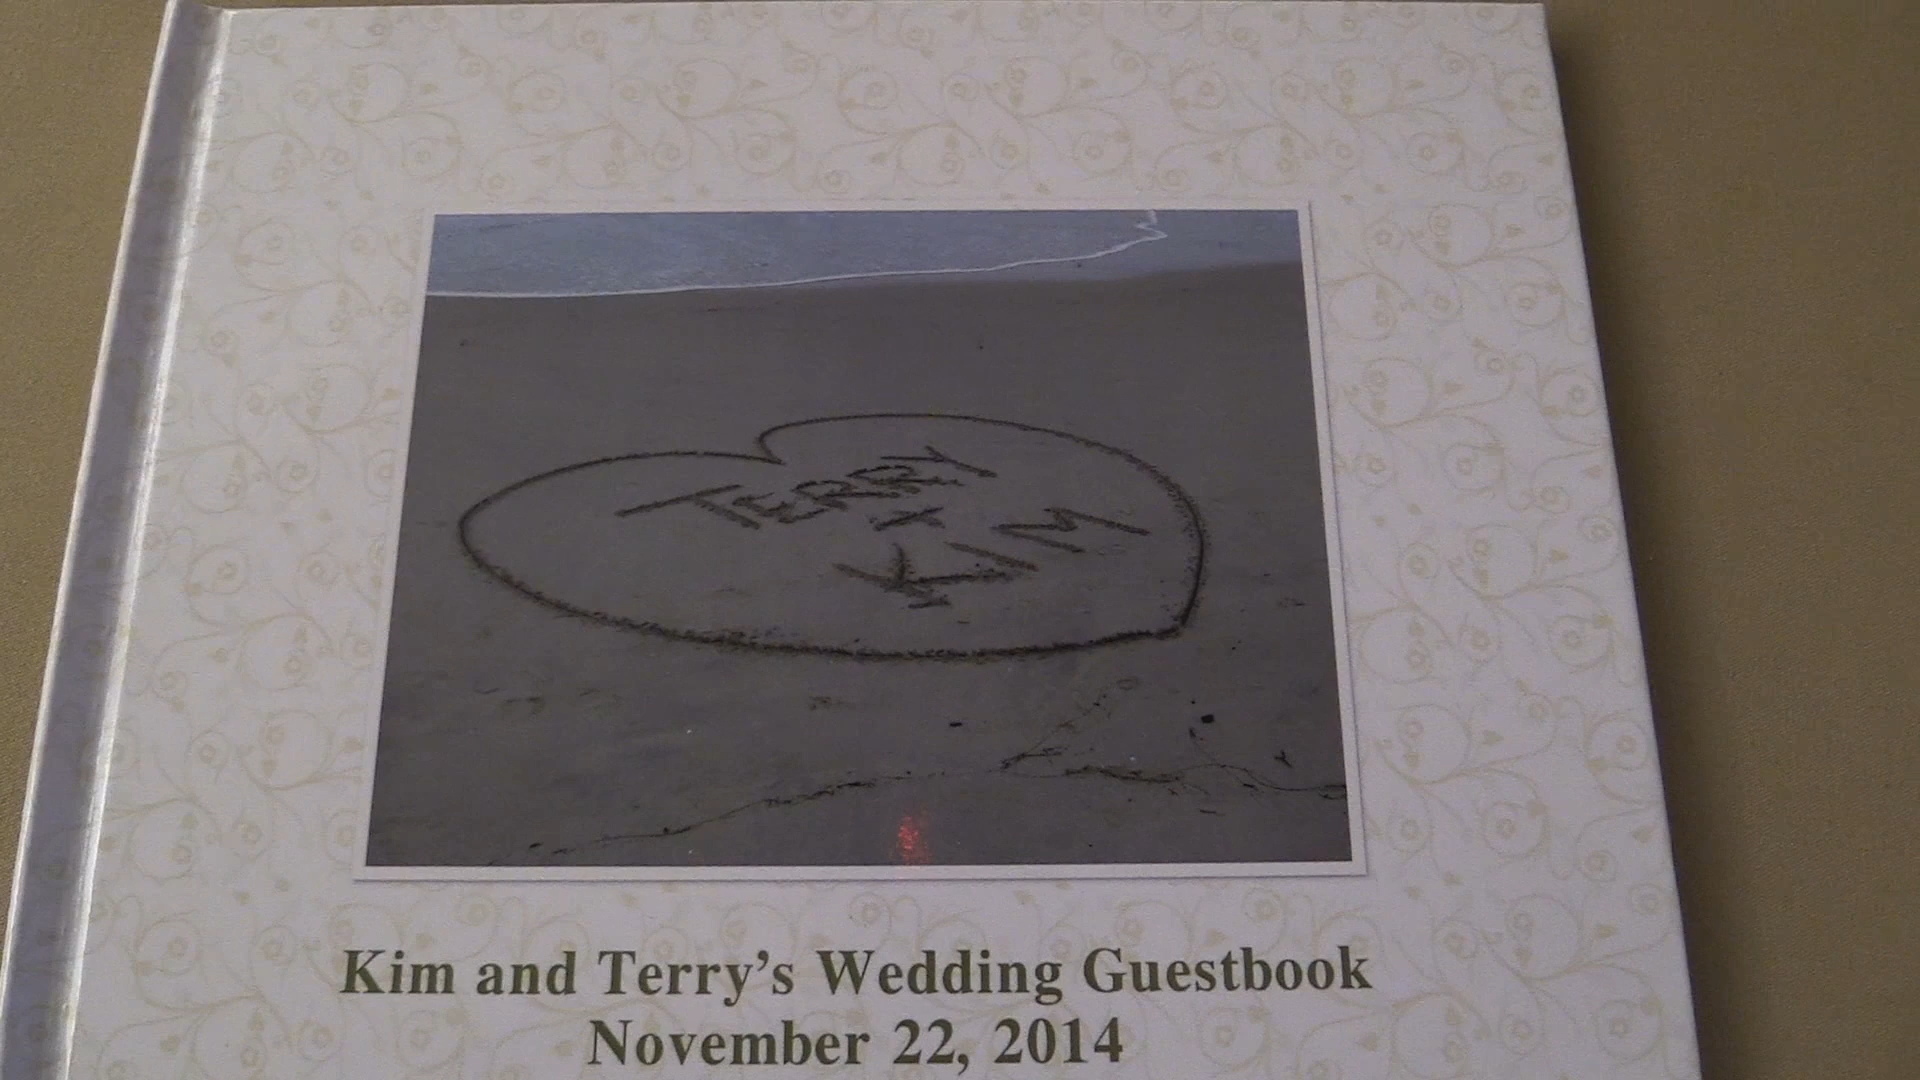 TERRY
+
KIM
Kim and Terry's Wedding Guestbook
November 22, 2014